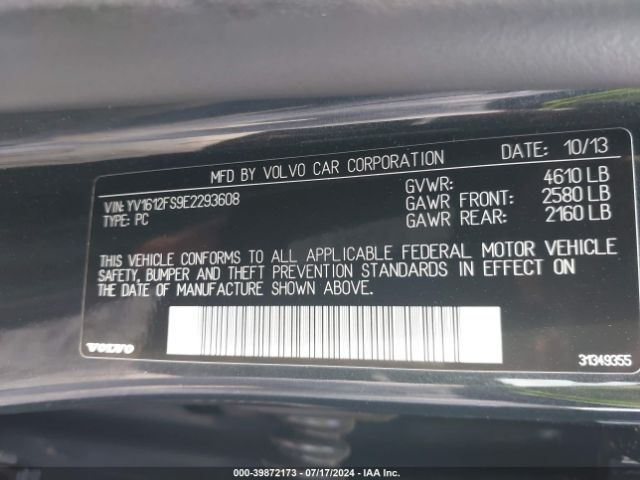 MFD BY VOLVO CAR CORPORATION DATE: 10/13
VIN: YV1612FS9E2293608 GVWR: 4610 LB
TYPE: PC GAWR FRONT: 2580 LB
GAWR REAR: 2160 LB
THIS VEHICLE CONFORMS TO ALL APPLICABLE FEDERAL MOTOR VEHICLE
SAFETY, BUMPER AND THEFT PREVENTION STANDARDS IN EFFECT ON
THE DATE OF MANUFACTURE SHOWN ABOVE.
VOLVO 31349355
000-39872173 - 07/17/2024 - IAA Inc.